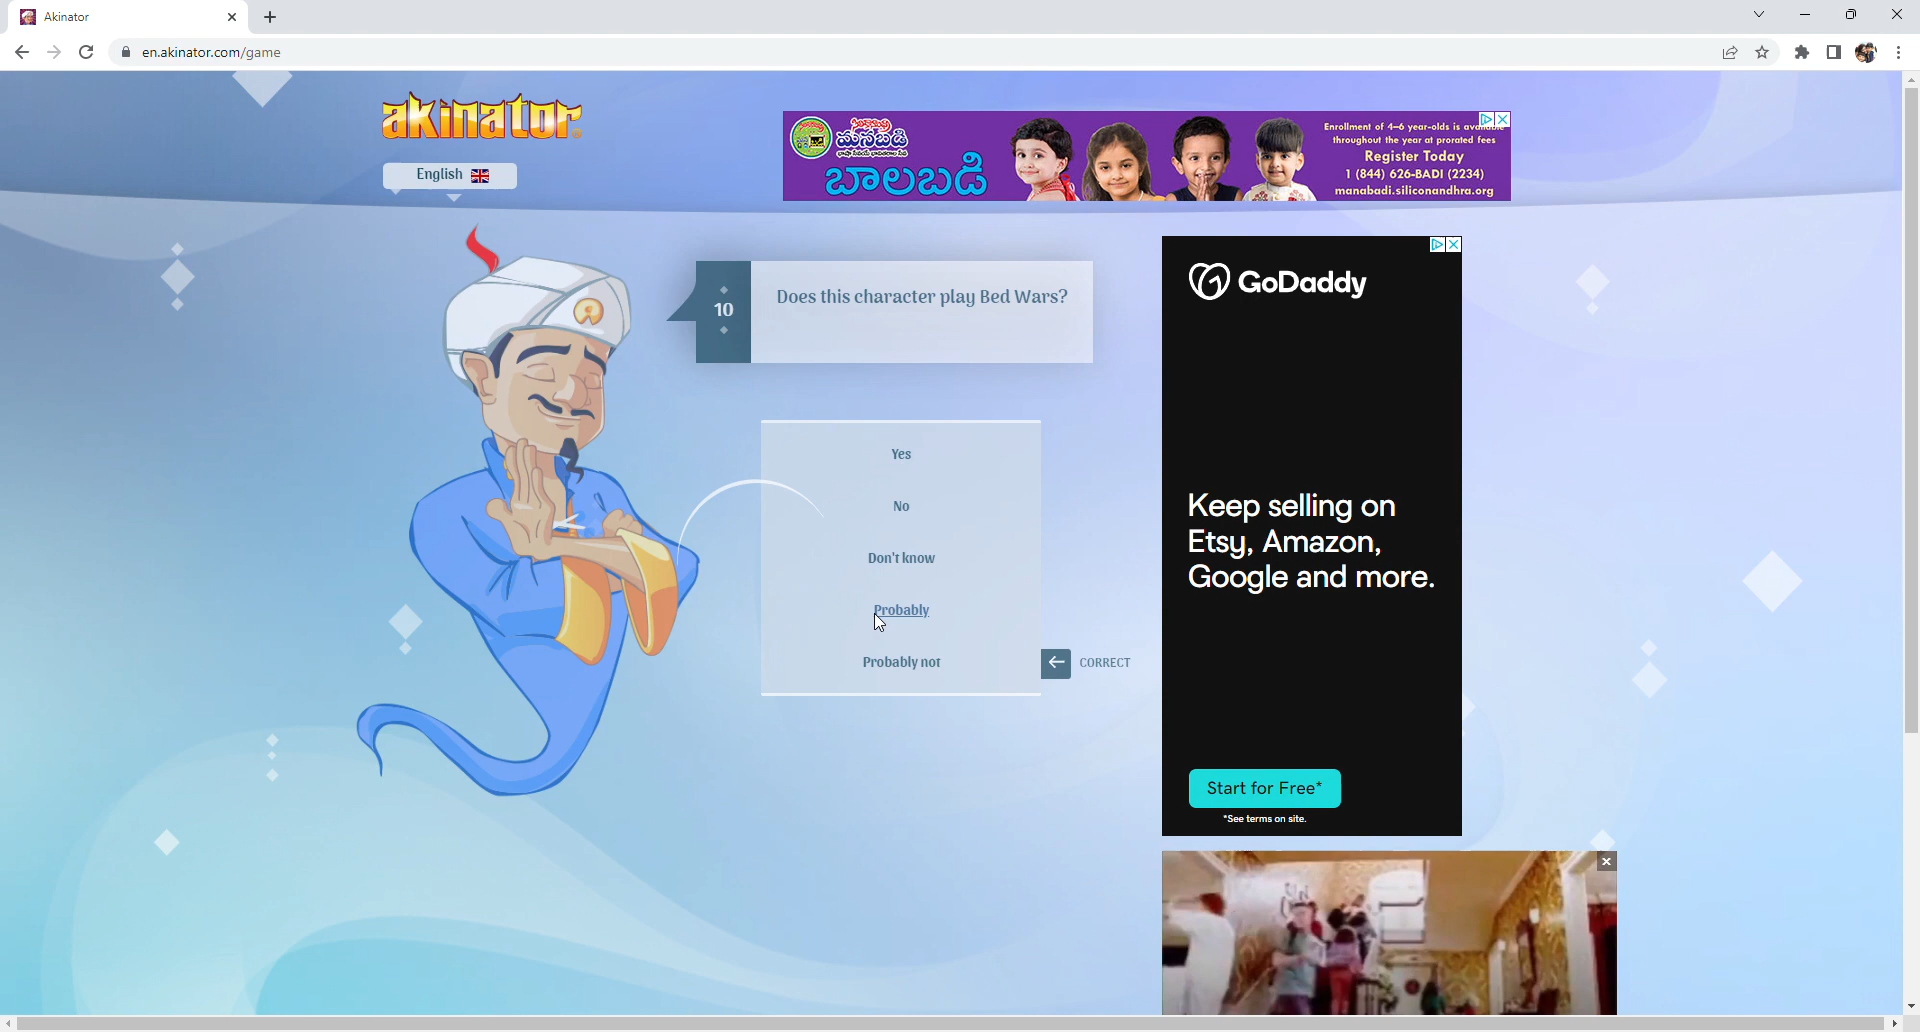 Akinator
en.akinator.com/game
akinator
English
మనబడి
బాలబడి
Enrollment of 4–6 year-olds is available
throughout the year at prorated fees
Register Today
1 (844) 626-BADI (2234)
manabadi.siliconandhra.org
10
Does this character play Bed Wars?
Yes
No
Don't know
Probably
Probably not
CORRECT
GoDaddy
Keep selling on
Etsy, Amazon,
Google and more.
Start for Free*
*See terms on site.